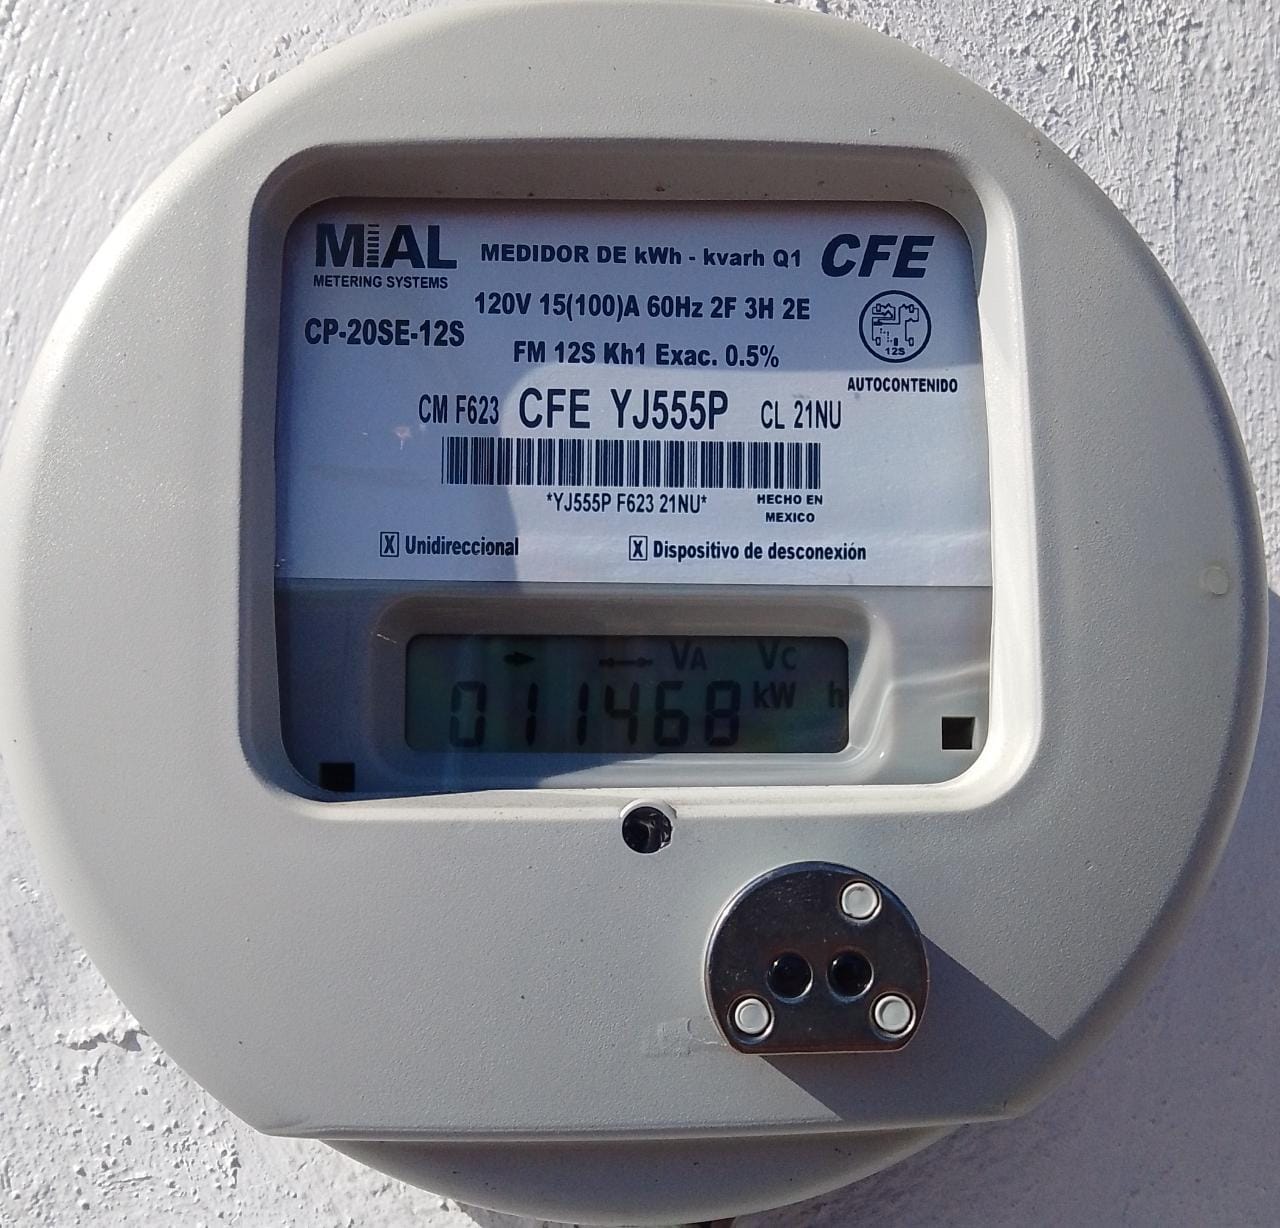 MIAL
METERING SYSTEMS
MEDIDOR DE kWh - kvarh Q1
CFE
120V 15(100)A 60Hz 2F 3H 2E
CP-20SE-12S
FM 12S Kh1 Exac. 0.5%
12S
AUTOCONTENIDO
CM F623 CFE YJ555P CL 21NU
*YJ555P F623 21NU*
HECHO EN
MEXICO
X Unidireccional
X Dispositivo de desconexión
VA VC
011468 kW h